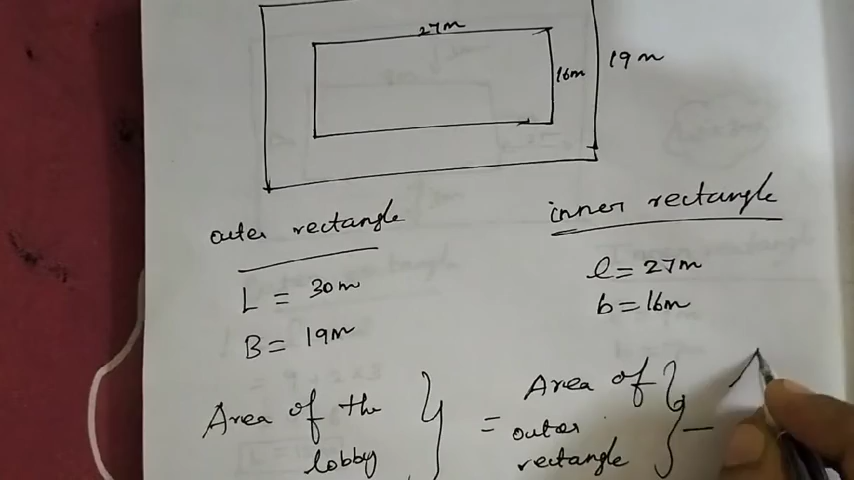 27m
16m
19m
outer rectangle
inner rectangle
L = 30m
l = 27m
B = 19m
b = 16m
Area of the
lobby
} = Area of
outer
rectangle } —